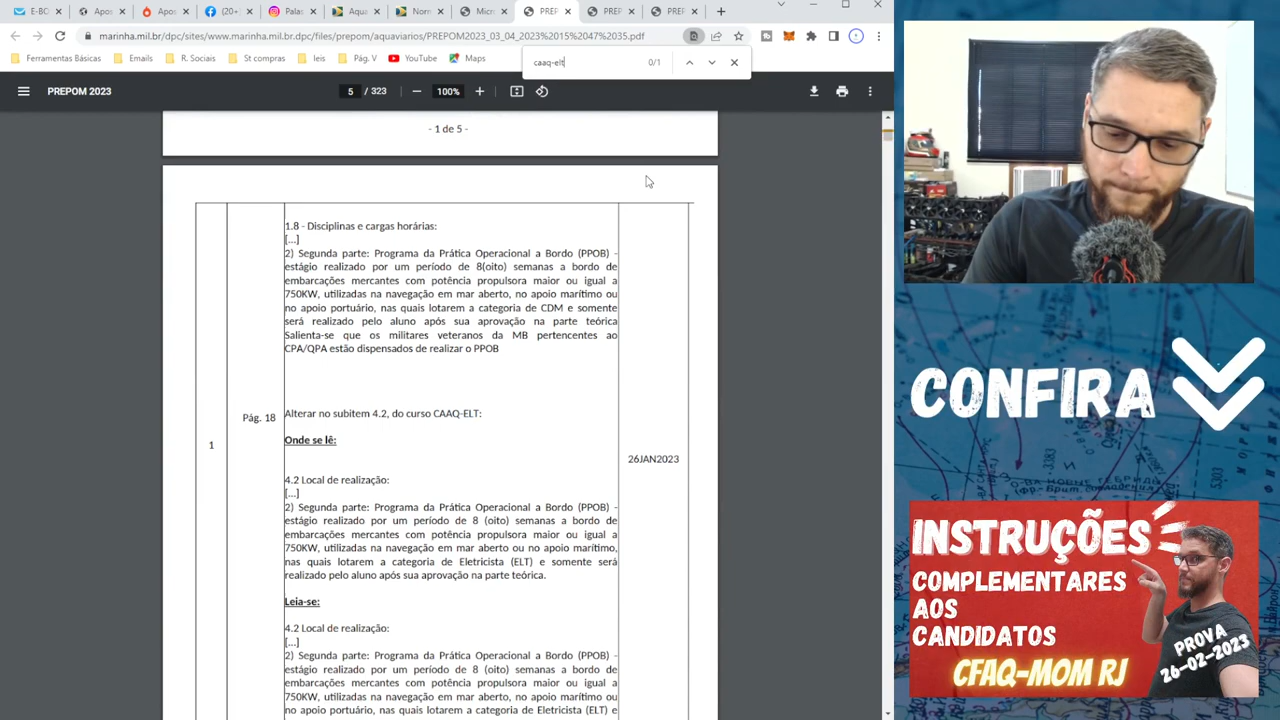 E-BC
Apos
Apos
(20+
Palas
Aqua
Norn
Micro
PREP
PREP
PREP
marinha.mil.br/dpc/sites/www.marinha.mil.br.dpc/files/prepom/aquaviarios/PREPOM2023_03_04_2023%2015%2047%2035.pdf
Ferramentas Básicas
Emails
R. Sociais
St compras
leis
Pág. V
YouTube
Maps
caaq-elt
0/1
PREPOM 2023
5 / 323
100%
- 1 de 5 -
1.8 - Disciplinas e cargas horárias:
[...]
2) Segunda parte: Programa da Prática Operacional a Bordo (PPOB) -
estágio realizado por um período de 8(oito) semanas a bordo de
embarcações mercantes com potência propulsora maior ou igual a
750KW, utilizadas na navegação em mar aberto, no apoio marítimo ou
no apoio portuário, nas quais lotarem a categoria de CDM e somente
será realizado pelo aluno após sua aprovação na parte teórica
Salienta-se que os militares veteranos da MB pertencentes ao
CPA/QPA estão dispensados de realizar o PPOB
Pág. 18
Alterar no subitem 4.2, do curso CAAQ-ELT:
Onde se lê:
1
26JAN2023
4.2 Local de realização:
[...]
2) Segunda parte: Programa da Prática Operacional a Bordo (PPOB) -
estágio realizado por um período de 8 (oito) semanas a bordo de
embarcações mercantes com potência propulsora maior ou igual a
750KW, utilizadas na navegação em mar aberto ou no apoio marítimo,
nas quais lotarem a categoria de Eletricista (ELT) e somente será
realizado pelo aluno após sua aprovação na parte teórica.
Leia-se:
4.2 Local de realização:
[...]
2) Segunda parte: Programa da Prática Operacional a Bordo (PPOB) -
estágio realizado por um período de 8 (oito) semanas a bordo de
embarcações mercantes com potência propulsora maior ou igual a
750KW, utilizadas na navegação em mar aberto, no apoio marítimo ou
no apoio portuário, nas quais lotarem a categoria de Eletricista (ELT) e
CONFIRA
INSTRUÇÕES
COMPLEMENTARES
AOS
CANDIDATOS
CFAQ-MOM RJ
PROVA
26-02-2023